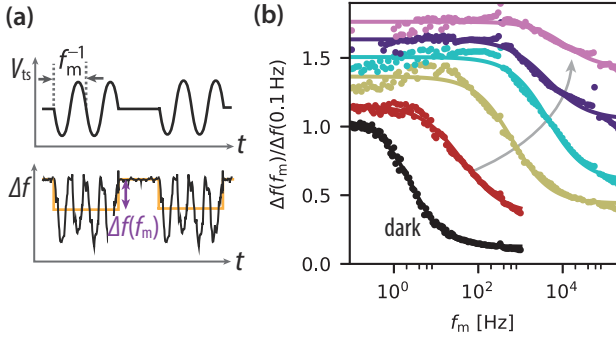 (a)
V_ts
f_m^{-1}
t
Δf
Δf(f_m)
t
(b)
Δf(f_m)/Δf(0.1 Hz)
1.5
1.0
0.5
0.0
dark
10^0
10^2
10^4
f_m [Hz]